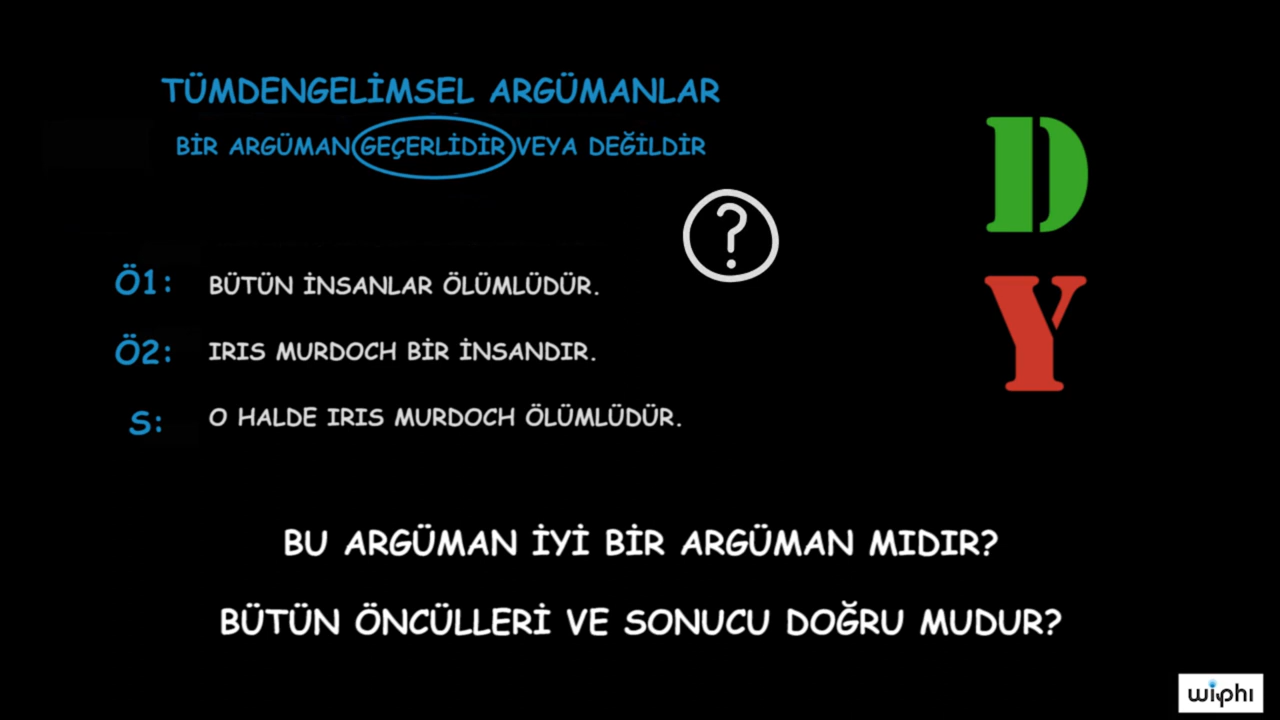 TÜMDENGELİMSEL ARGÜMANLAR
BİR ARGÜMAN GEÇERLİDİR VEYA DEĞİLDİR
?
D
Y
Ö1: BÜTÜN İNSANLAR ÖLÜMLÜDÜR.
Ö2: IRIS MURDOCH BİR İNSANDIR.
S: O HALDE IRIS MURDOCH ÖLÜMLÜDÜR.
BU ARGÜMAN İYİ BİR ARGÜMAN MIDIR?
BÜTÜN ÖNCÜLLERİ VE SONUCU DOĞRU MUDUR?
wiphi